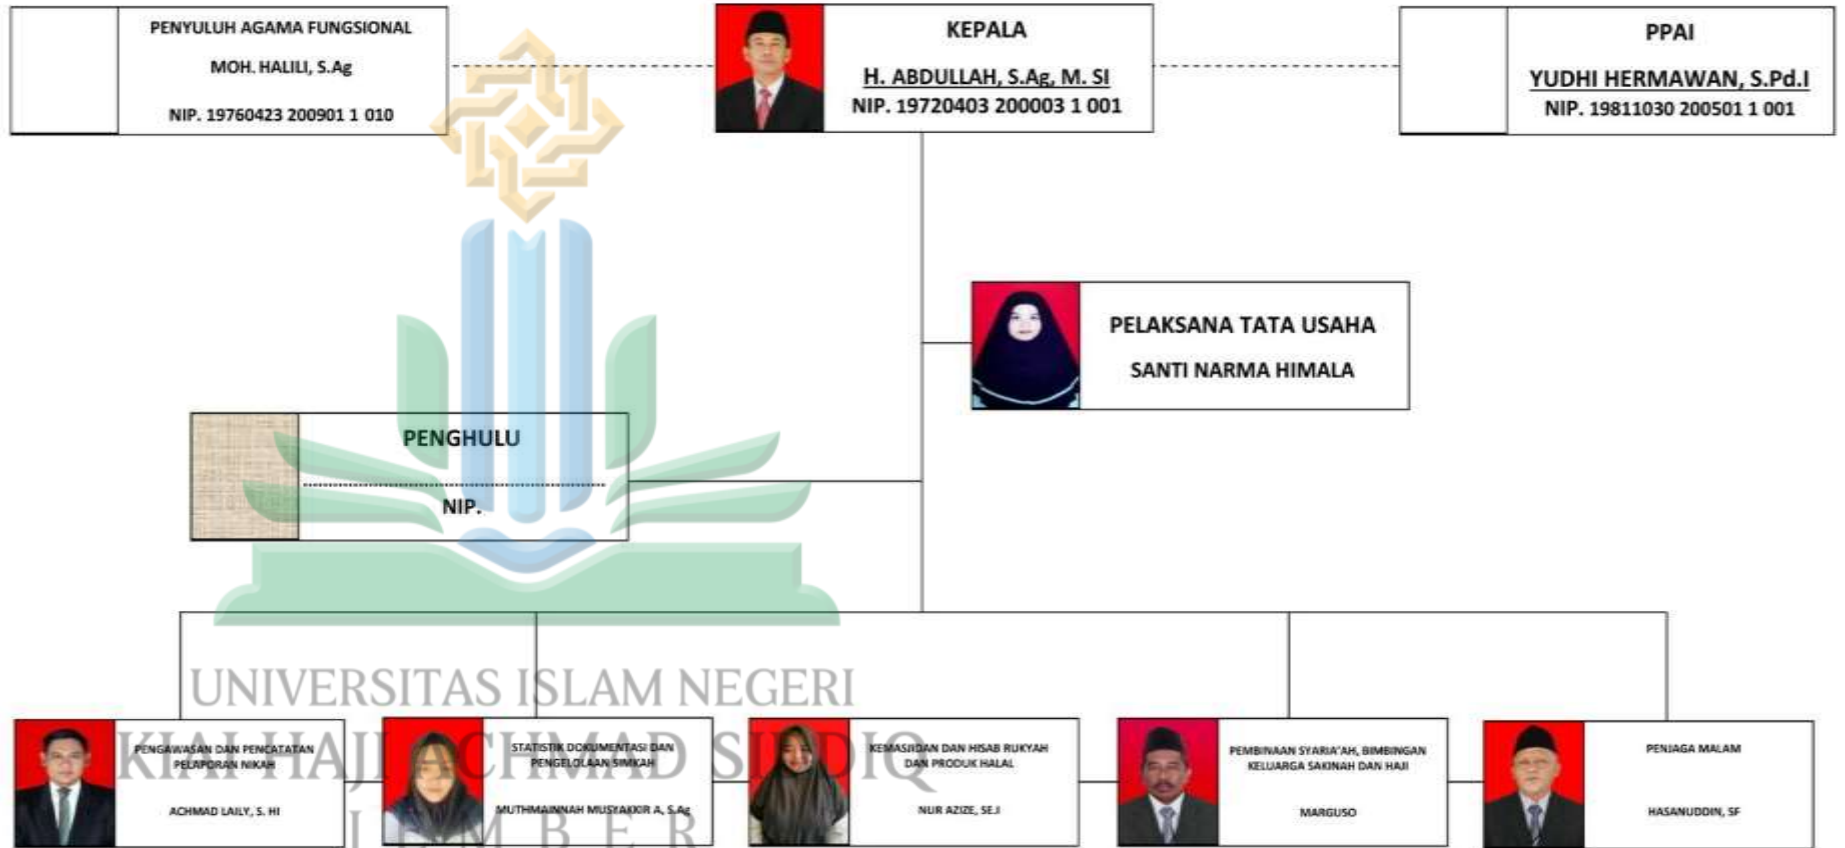 PENYULUH AGAMA FUNGSIONAL
MOH. HALILI, S.Ag
NIP. 19760423 200901 1 010
KEPALA
H. ABDULLAH, S.Ag, M. SI
NIP. 19720403 200003 1 001
PPAI
YUDHI HERMAWAN, S.Pd.I
NIP. 19811030 200501 1 001
PELAKSANA TATA USAHA
SANTI NARMA HIMALA
PENGHULU
NIP.
UNIVERSITAS ISLAM NEGERI
KIAI HAJI ACHMAD SIDDIQ
JEMBER
PENGAWASAN DAN PENCATATAN
PELAPORAN NIKAH
ACHMAD LAILY, S. HI
STATISTIK DOKUMENTASI DAN
PENGELOLAAN SIMKAH
MUTHMAINNAH MUSYAKKIR A, S.Ag
KEMASJIDAN DAN HISAB RUKYAH
DAN PRODUK HALAL
NUR AZIZE, SE.I
PEMBINAAN SYARIA'AH, BIMBINGAN
KELUARGA SAKINAH DAN HAJI
MARGUSO
PENJAGA MALAM
HASANUDDIN, SF